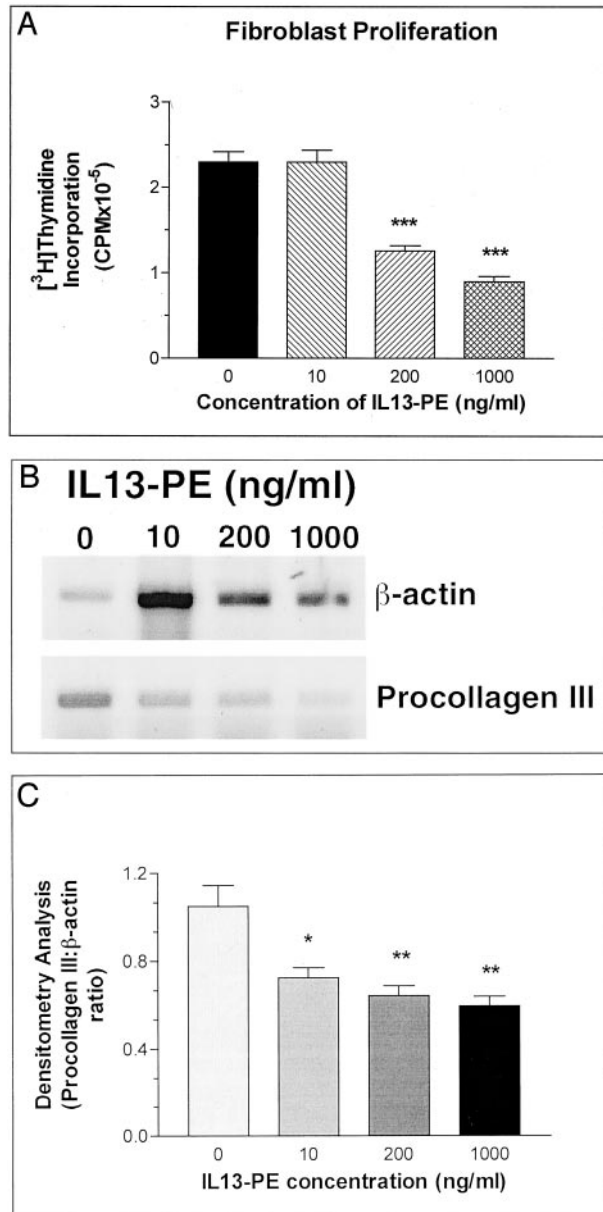 A
Fibroblast Proliferation
[³H]Thymidine
Incorporation
(CPMx10⁻⁵)
3
2
1
0
***
***
0 10 200 1000
Concentration of IL13-PE (ng/ml)
B
IL13-PE (ng/ml)
0 10 200 1000
β-actin
Procollagen III
C
Densitometry Analysis
(Procollagen III:β-actin
ratio)
1.2
0.8
0.4
0.0
*
**
**
0 10 200 1000
IL13-PE concentration (ng/ml)